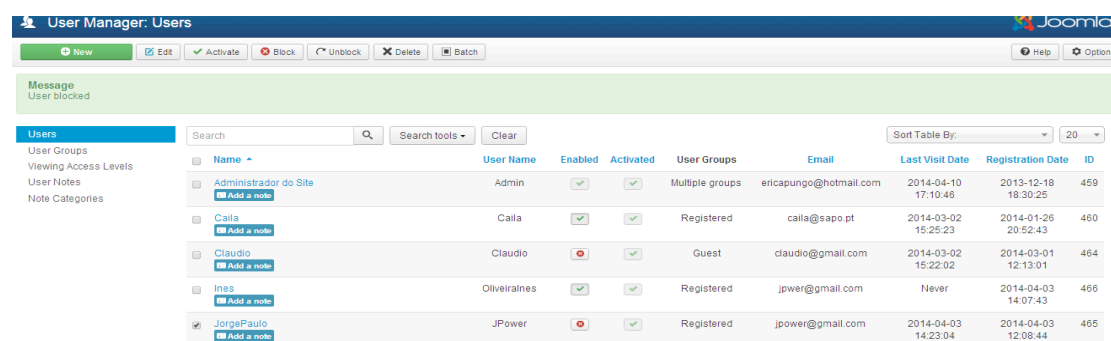 User Manager: Users
Joomla
New Edit Activate Block Unblock Delete Batch Help Option
Message
User blocked
Users
User Groups
Viewing Access Levels
User Notes
Note Categories
Search Search tools Clear Sort Table By: 20
Name User Name Enabled Activated User Groups Email Last Visit Date Registration Date ID
Administrador do Site Admin Multiple groups ericapungo@hotmail.com 2014-04-10 2013-12-18 459
Add a note 17:10:46 18:30:25
Caila Caila Registered caila@sapo.pt 2014-03-02 2014-01-26 460
Add a note 15:25:23 20:52:43
Claudio Claudio Guest claudio@gmail.com 2014-03-02 2014-03-01 464
Add a note 15:22:02 12:13:01
Ines OliveiraInes Registered jpwer@gmail.com Never 2014-04-03 466
Add a note 14:07:43
JorgePaulo JPower Registered jpower@gmail.com 2014-04-03 2014-04-03 465
Add a note 14:23:04 12:08:44